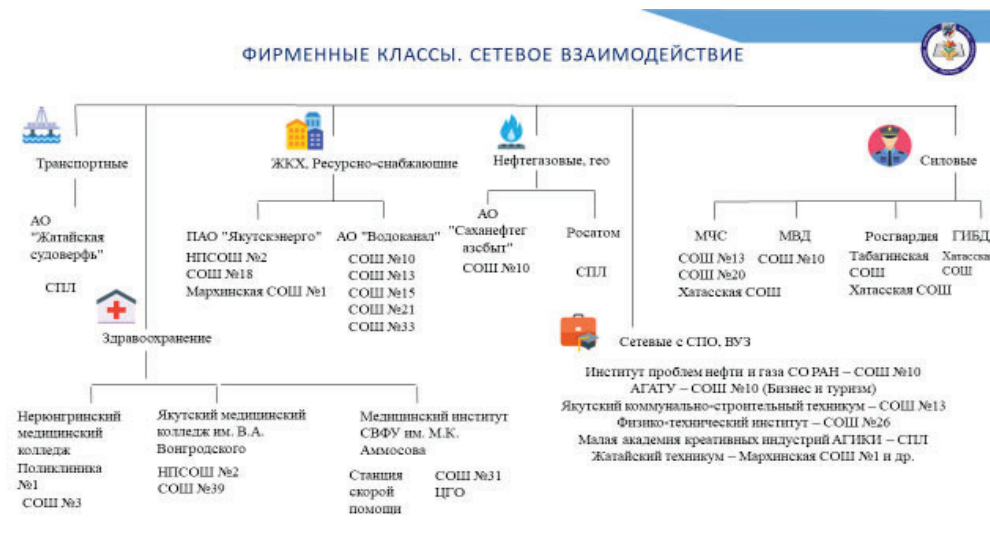 ФИРМЕННЫЕ КЛАССЫ. СЕТЕВОЕ ВЗАИМОДЕЙСТВИЕ
Транспортные
АО
"Жатайская
судоверфь"
СПЛ
ЖКХ, Ресурсно-снабжающие
ПАО "Якутскэнерго"
НПСОШ №2
СОШ №18
Мархинская СОШ №1
АО "Водоканал"
СОШ №10
СОШ №13
СОШ №15
СОШ №21
СОШ №33
Нефтегазовые, гео
АО
"Саханефтег
азсбыт"
СОШ №10
Росатом
СПЛ
Силовые
МЧС
СОШ №13
СОШ №20
Хатасская СОШ
МВД
СОШ №10
Росгвардия
Табагинская
СОШ
Хатасская СОШ
ГИБД
Хатасска
СОШ
Здравоохранение
Нерюнгринский
медицинский
колледж
Поликлиника
№1
СОШ №3
Якутский медицинский
колледж им. В.А.
Вонгродского
НПСОШ №2
СОШ №39
Медицинский институт
СВФУ им. М.К.
Аммосова
Станция
скорой
помощи
СОШ №31
ЦГО
Сетевые с СПО, ВУЗ
Институт проблем нефти и газа СО РАН – СОШ №10
АГАТУ – СОШ №10 (Бизнес и туризм)
Якутский коммунально-строительный техникум – СОШ №13
Физико-технический институт – СОШ №26
Малая академия креативных индустрий АГИКИ – СПЛ
Жатайский техникум – Мархинская СОШ №1 и др.